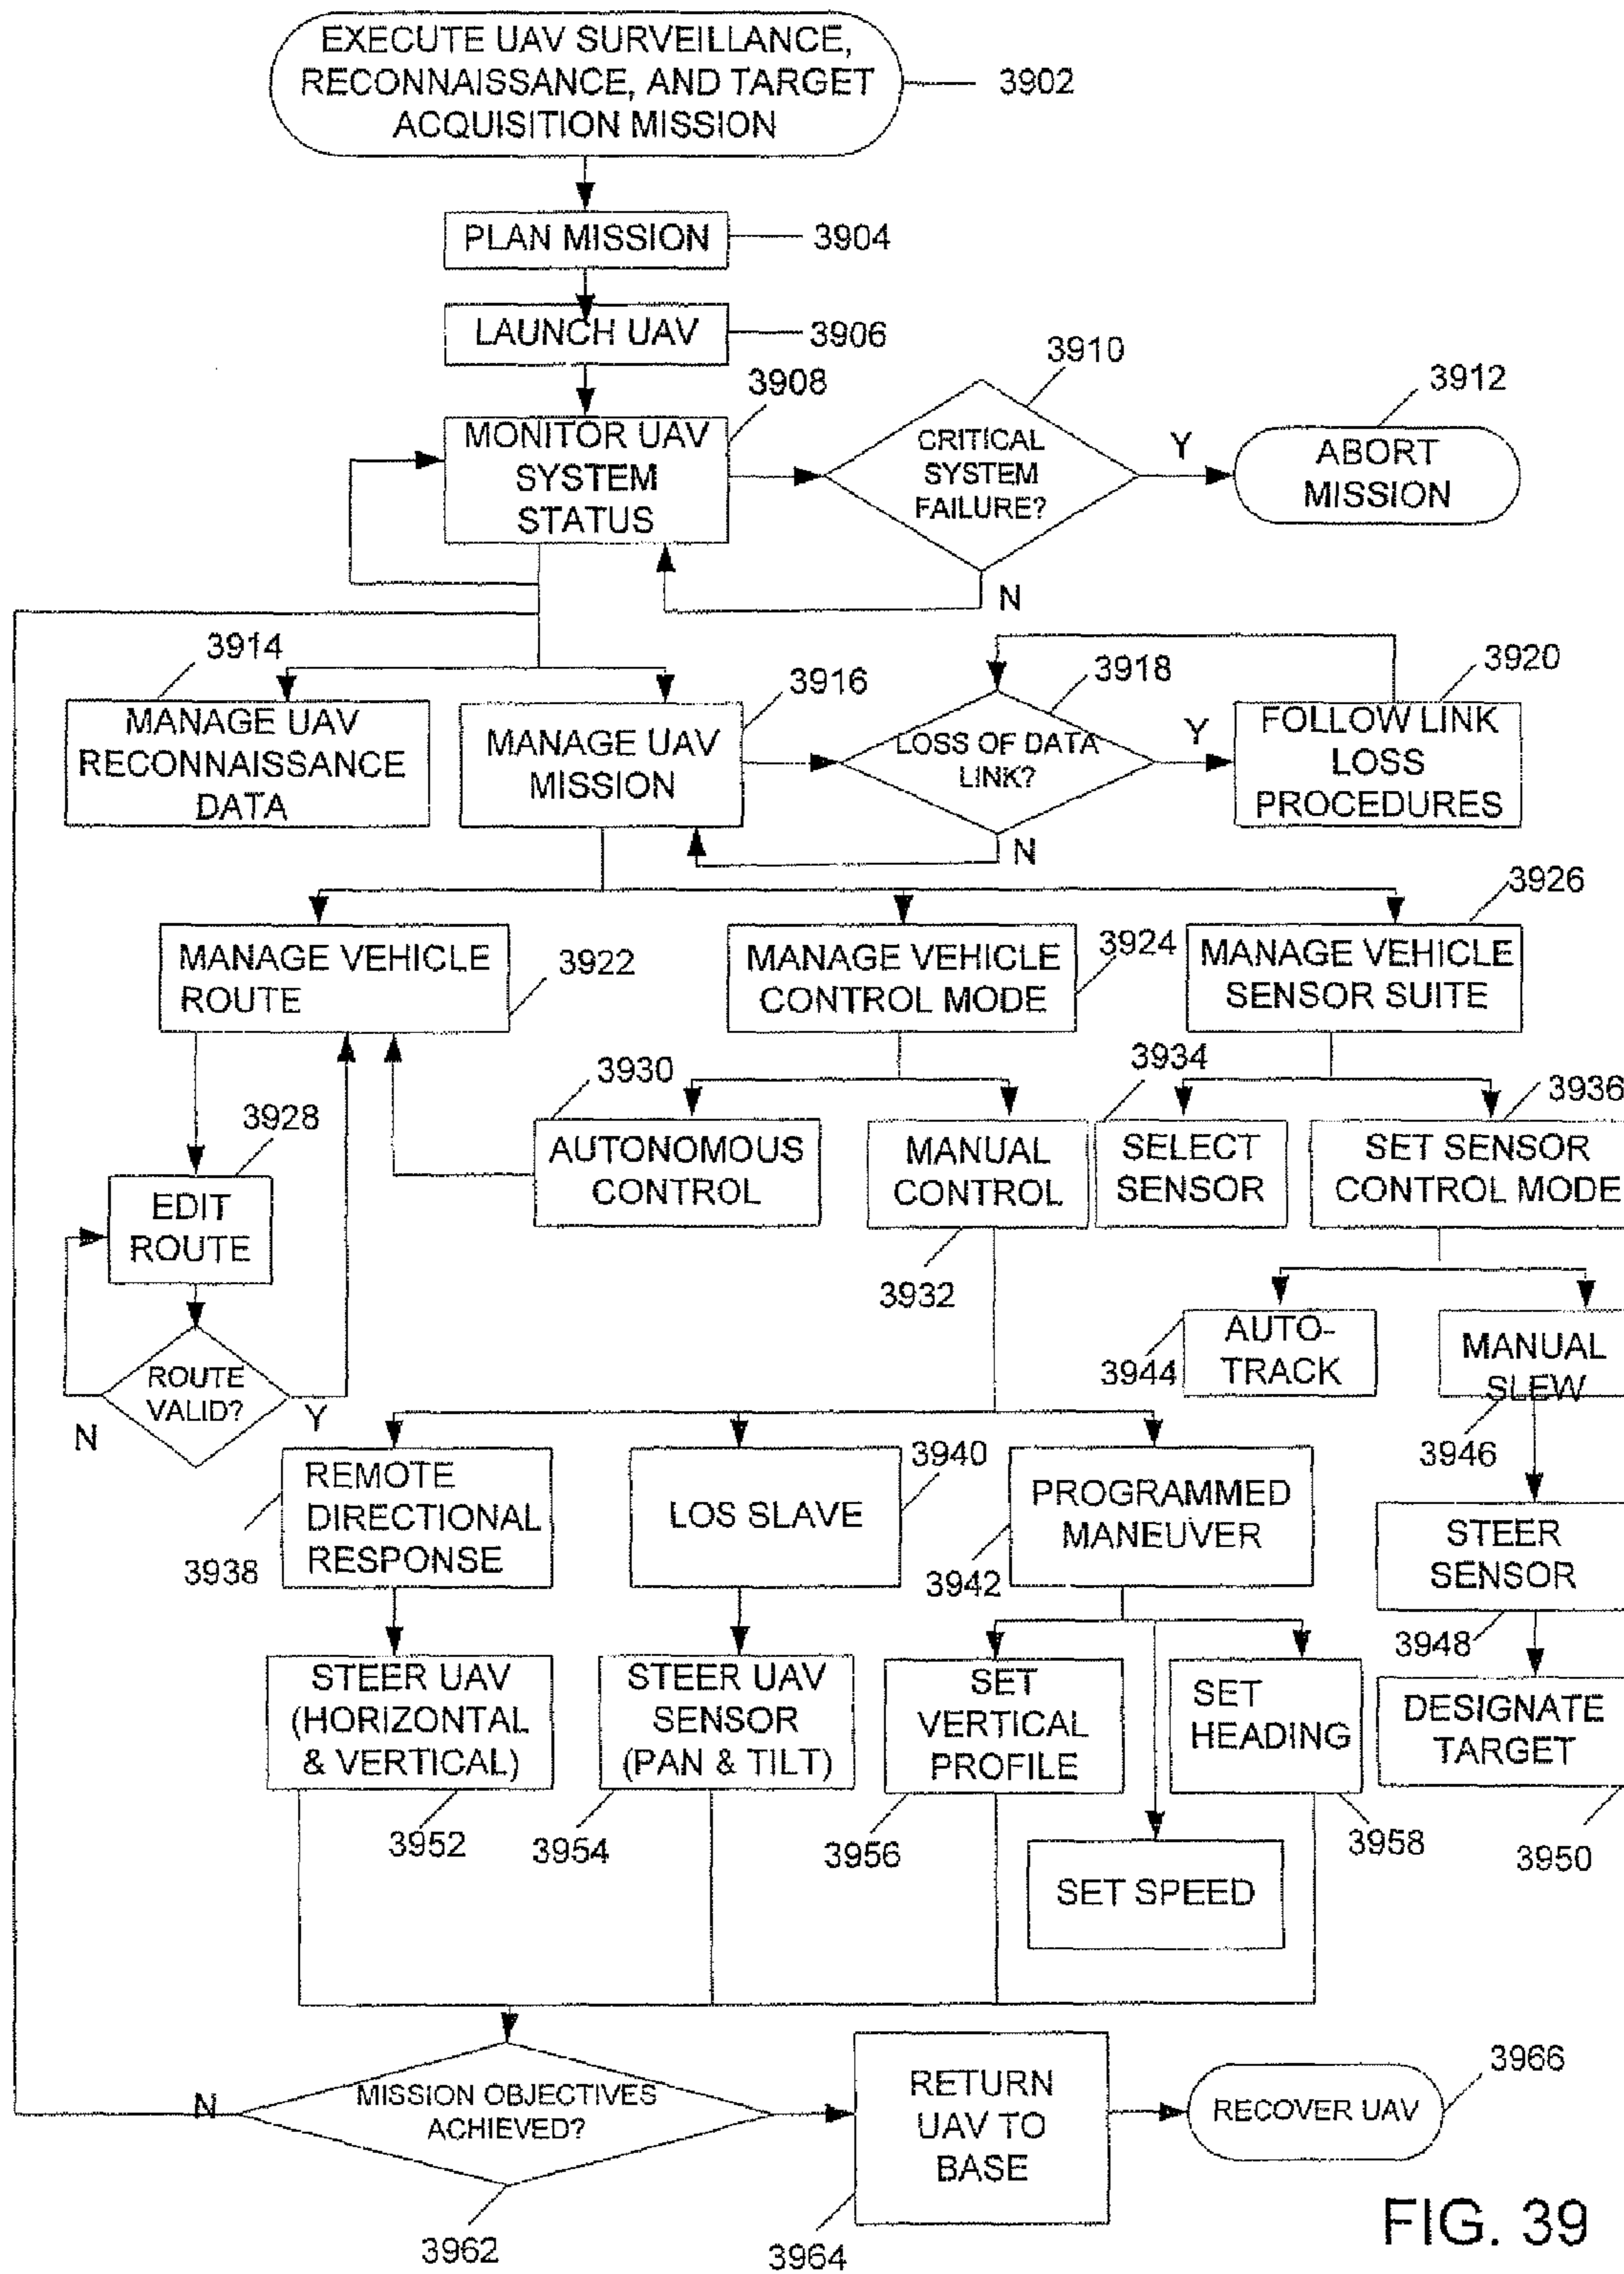 EXECUTE UAV SURVEILLANCE,
RECONNAISSANCE, AND TARGET
ACQUISITION MISSION
3902
PLAN MISSION
3904
LAUNCH UAV
3906
3908
MONITOR UAV
SYSTEM
STATUS
3910
CRITICAL
SYSTEM
FAILURE?
Y
N
3912
ABORT
MISSION
3914
MANAGE UAV
RECONNAISSANCE
DATA
3916
MANAGE UAV
MISSION
3918
LOSS OF DATA
LINK?
Y
N
3920
FOLLOW LINK
LOSS
PROCEDURES
MANAGE VEHICLE
ROUTE
3922
MANAGE VEHICLE
CONTROL MODE
3924
3926
MANAGE VEHICLE
SENSOR SUITE
3928
EDIT
ROUTE
ROUTE
VALID?
N
Y
3930
AUTONOMOUS
CONTROL
MANUAL
CONTROL
3932
3934
SELECT
SENSOR
3936
SET SENSOR
CONTROL MODE
AUTO-
TRACK
3944
MANUAL
SLEW
3946
REMOTE
DIRECTIONAL
RESPONSE
3938
LOS SLAVE
3940
PROGRAMMED
MANEUVER
3942
STEER
SENSOR
3948
STEER UAV
(HORIZONTAL
& VERTICAL)
3952
STEER UAV
SENSOR
(PAN & TILT)
3954
SET
VERTICAL
PROFILE
3956
SET
HEADING
3958
DESIGNATE
TARGET
3950
SET SPEED
N
MISSION OBJECTIVES
ACHIEVED?
3962
RETURN
UAV TO
BASE
3964
RECOVER UAV
3966
FIG. 39